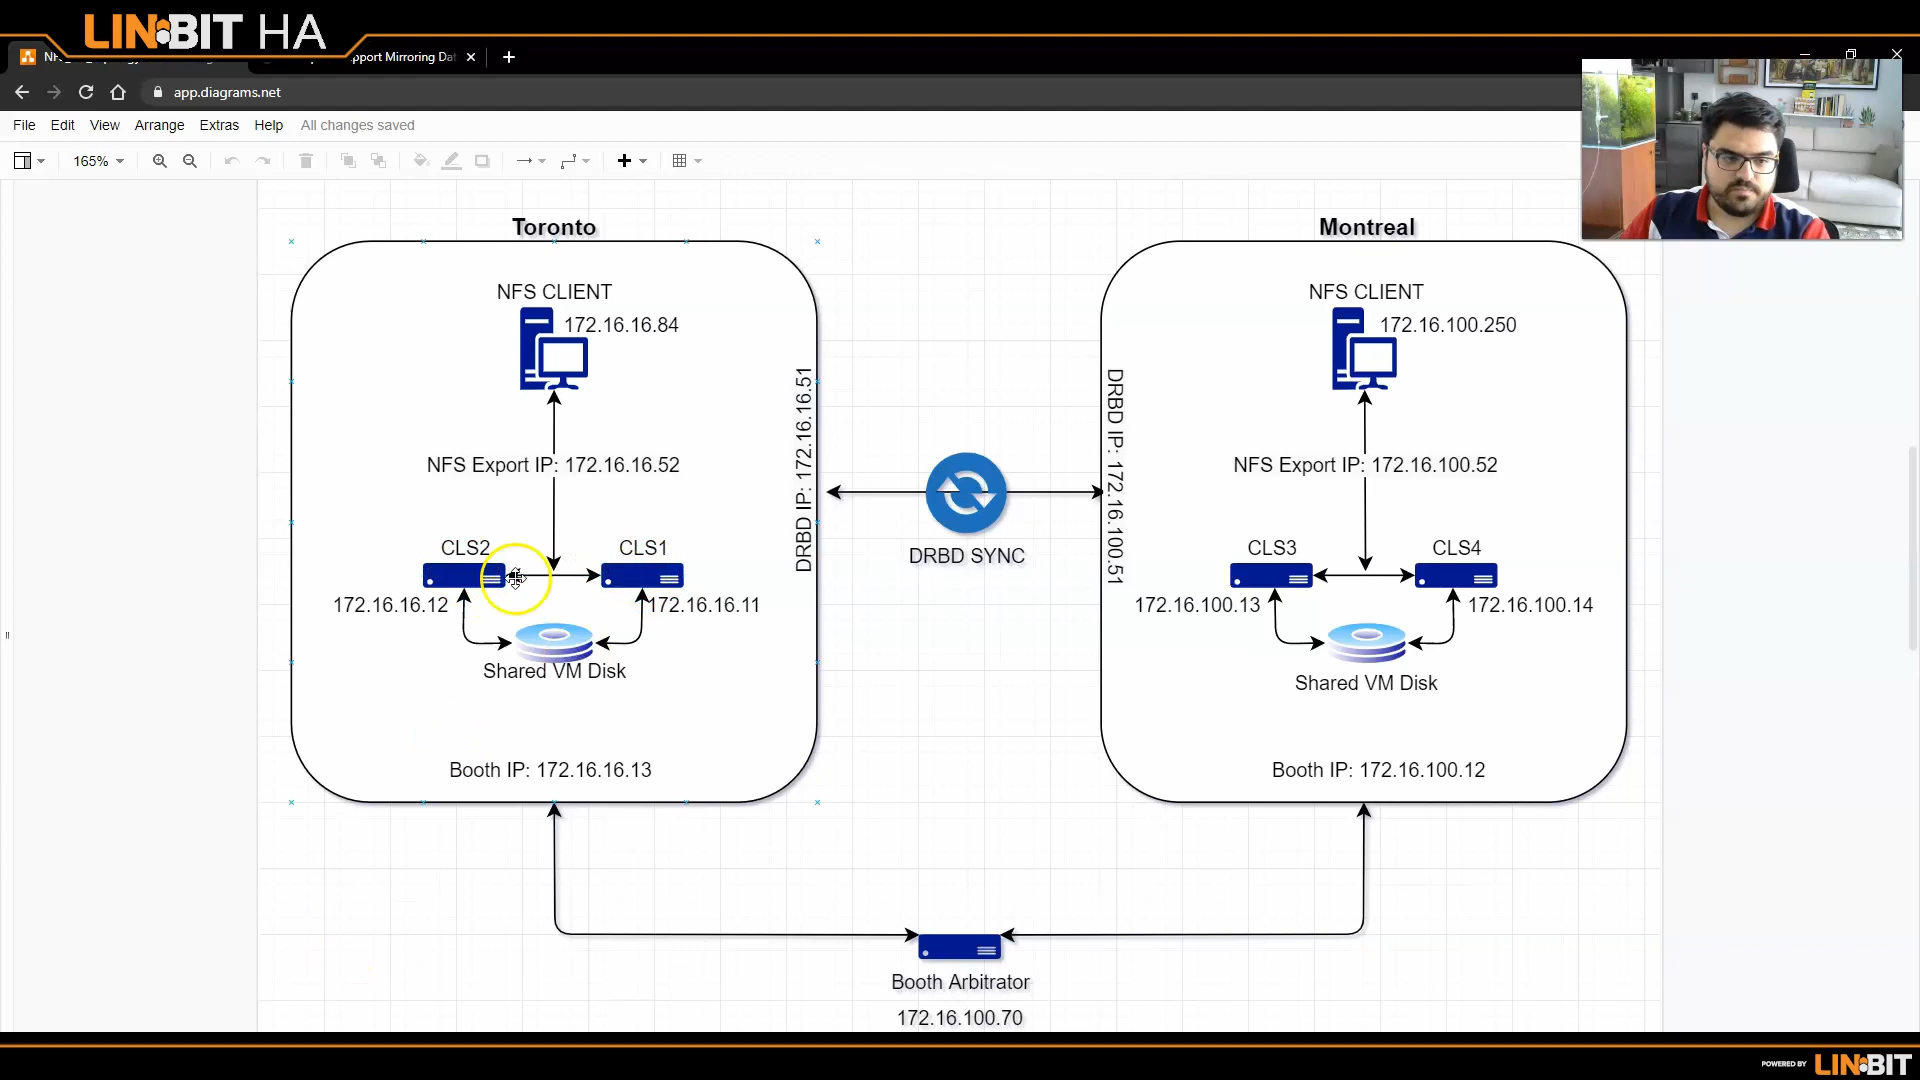 LINBIT HA
pport Mirroring Dat
app.diagrams.net
File Edit View Arrange Extras Help All changes saved
165%
Toronto
Montreal
NFS CLIENT
172.16.16.84
NFS CLIENT
172.16.100.250
DRBD IP: 172.16.16.51
DRBD IP: 172.16.100.51
NFS Export IP: 172.16.16.52
NFS Export IP: 172.16.100.52
DRBD SYNC
CLS2
CLS1
CLS3
CLS4
172.16.16.12
172.16.16.11
172.16.100.13
172.16.100.14
Shared VM Disk
Shared VM Disk
Booth IP: 172.16.16.13
Booth IP: 172.16.100.12
Booth Arbitrator
172.16.100.70
POWERED BY LINBIT